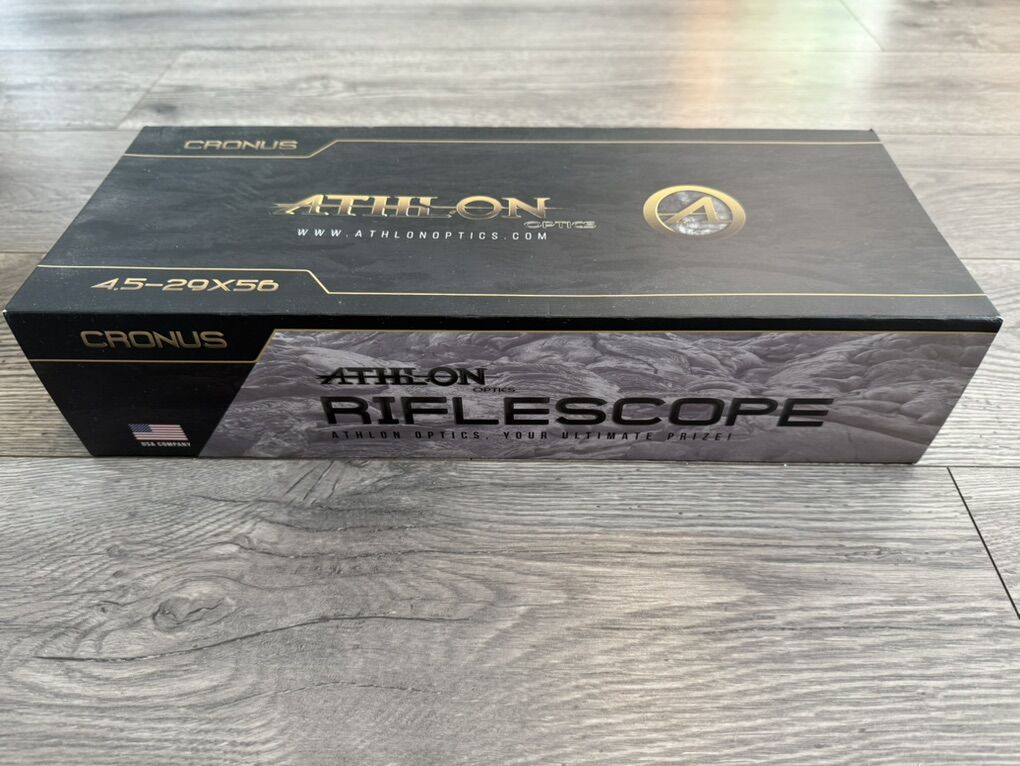 CRONUS
ATHLON
OPTICS
WWW.ATHLONOPTICS.COM
A
4.5-29X56
CRONUS
ATHLON
OPTICS
RIFLESCOPE
ATHLON OPTICS, YOUR ULTIMATE PRIZE!
USA COMPANY